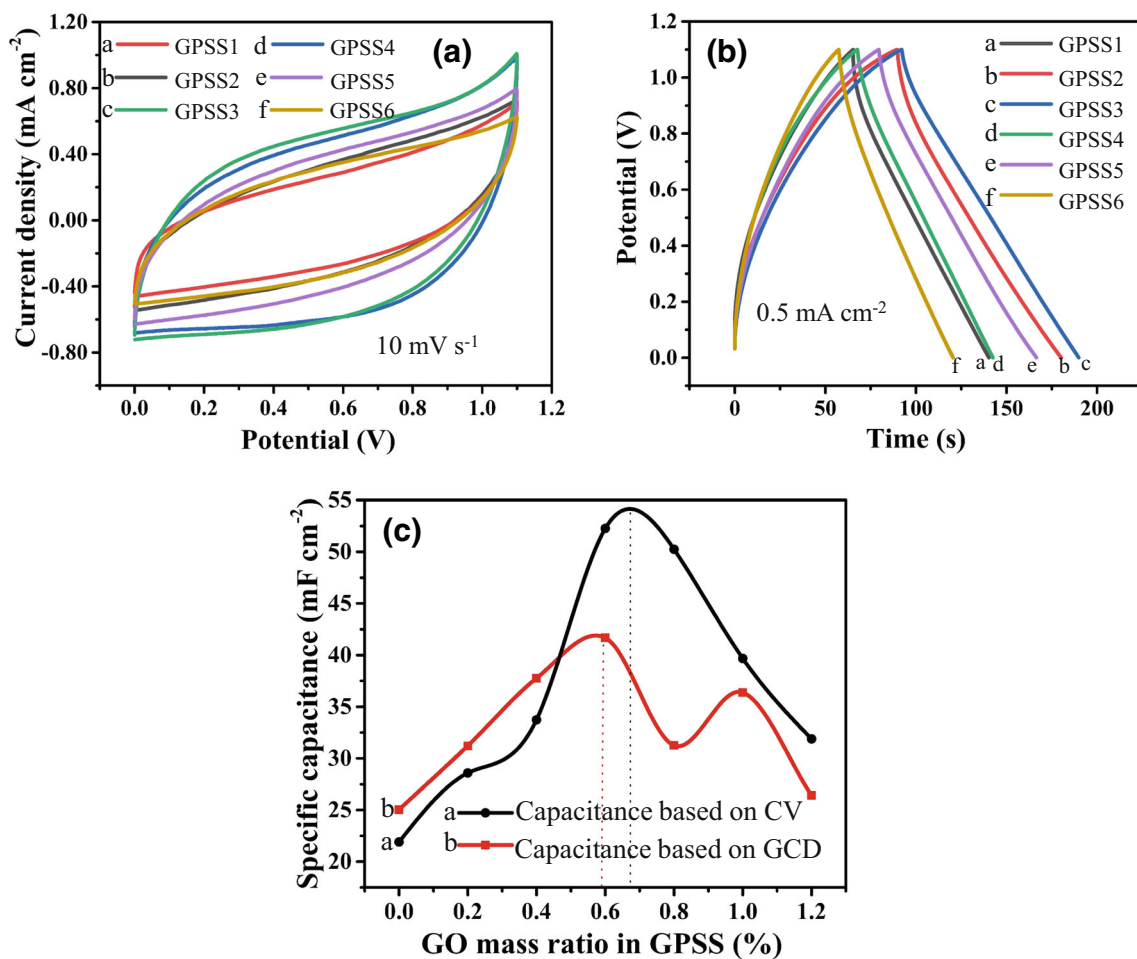 (a)
a GPSS1 d GPSS4
b GPSS2 e GPSS5
c GPSS3 f GPSS6
1.20
0.80
0.40
0.00
-0.40
-0.80
Current density (mA cm-2)
10 mV s-1
0.0 0.2 0.4 0.6 0.8 1.0 1.2
Potential (V)
(b)
a GPSS1
b GPSS2
c GPSS3
d GPSS4
e GPSS5
f GPSS6
1.2
1.0
0.8
0.6
0.4
0.2
0.0
Potential (V)
0.5 mA cm-2
f a d e b c
0 50 100 150 200
Time (s)
(c)
55
50
45
40
35
30
25
20
Specific capacitance (mF cm-2)
b
a
a Capacitance based on CV
b Capacitance based on GCD
0.0 0.2 0.4 0.6 0.8 1.0 1.2
GO mass ratio in GPSS (%)